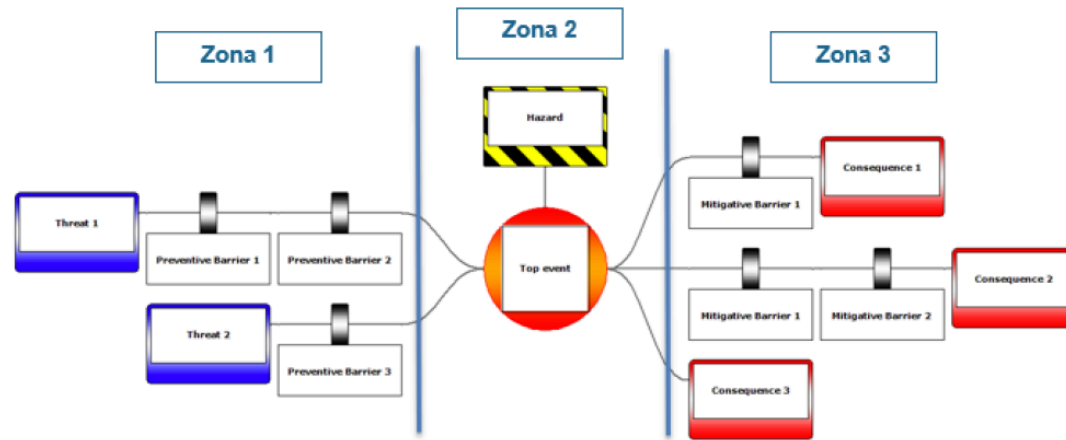 Zona 1
Zona 2
Zona 3
Hazard
Threat 1
Preventive Barrier 1
Preventive Barrier 2
Threat 2
Preventive Barrier 3
Top event
Mitigative Barrier 1
Consequence 1
Mitigative Barrier 1
Mitigative Barrier 2
Consequence 2
Consequence 3